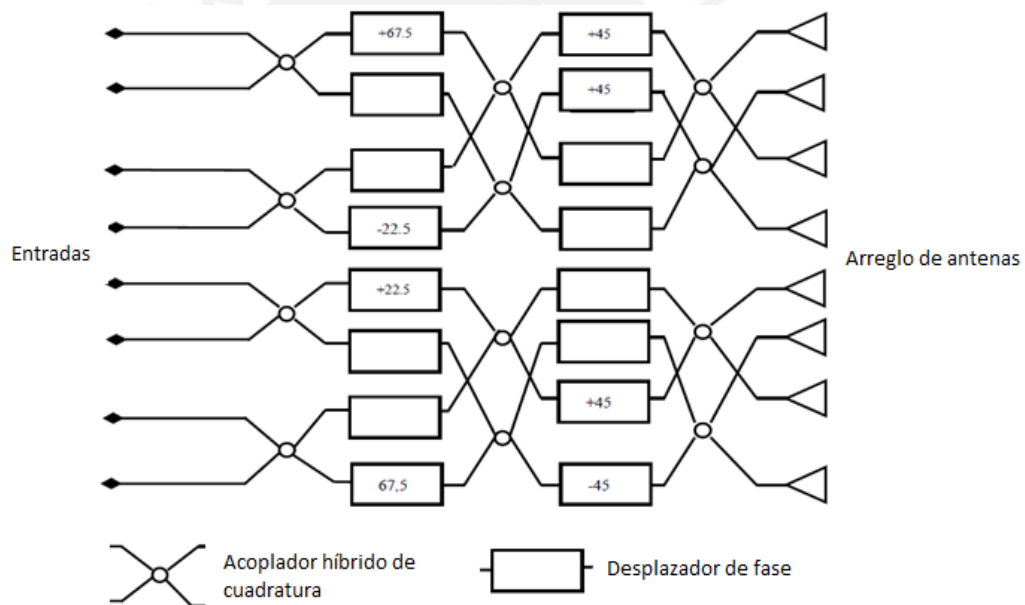 +67.5
+45
+45
-22.5
Entradas
Arreglo de antenas
+22.5
+45
67,5
-45
Acoplador híbrido de
cuadratura
Desplazador de fase